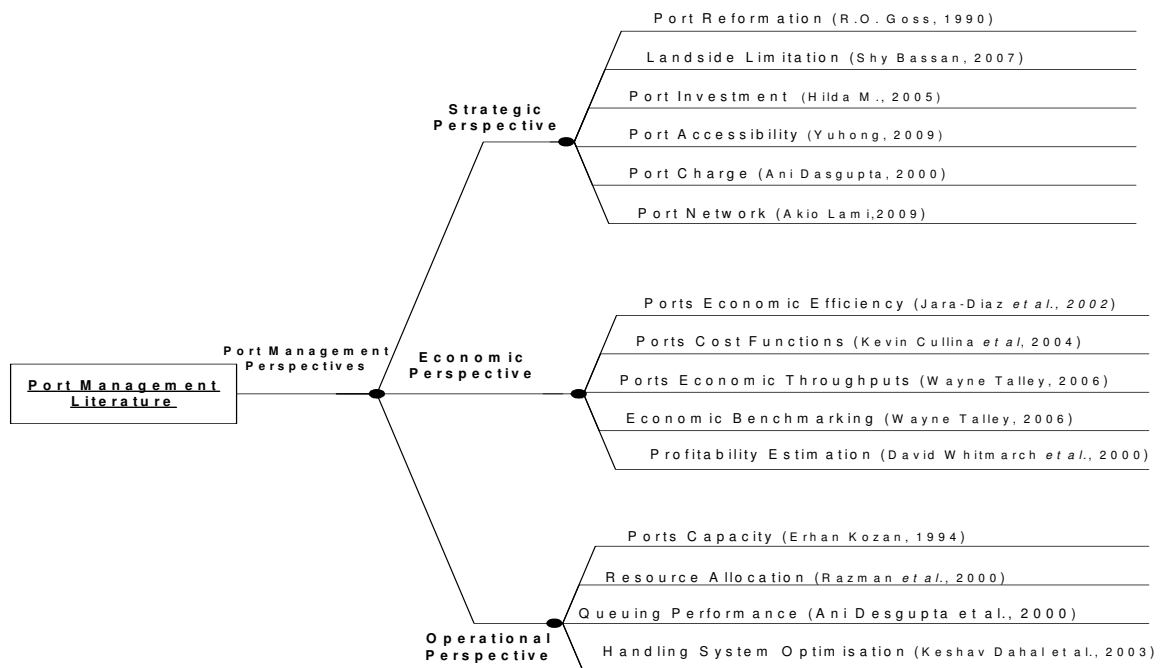 Port Reformation (R.O. Goss, 1990)
Landside Limitation (Shy Bassan, 2007)
Port Investment (Hilda M., 2005)
Strategic
Perspective
Port Accessibility (Yuhong, 2009)
Port Charge (Ani Dasgupta, 2000)
Port Network (Akio Lami,2009)
Ports Economic Efficiency (Jara-Diaz et al., 2002)
Ports Cost Functions (Kevin Cullina et al, 2004)
Port Management
Perspectives
Economic
Perspective
Port Management
Literature
Ports Economic Throughputs (Wayne Talley, 2006)
Economic Benchmarking (Wayne Talley, 2006)
Profitability Estimation (David Whitmarch et al., 2000)
Ports Capacity (Erhan Kozan, 1994)
Resource Allocation (Razman et al., 2000)
Queuing Performance (Ani Desgupta et al., 2000)
Operational
Perspective
Handling System Optimisation (Keshav Dahal et al., 2003)